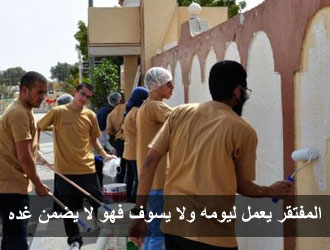 المفتقر يعمل ليومه ولا يسوف فهو لا يضمن غده